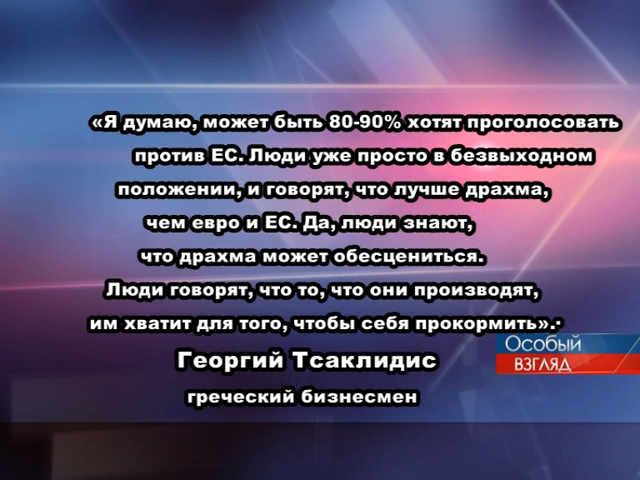 «Я думаю, может быть 80-90% хотят проголосовать
против ЕС. Люди уже просто в безвыходном
положении, и говорят, что лучше драхма,
чем евро и ЕС. Да, люди знают,
что драхма может обесцениться.
Люди говорят, что то, что они производят,
им хватит для того, чтобы себя прокормить».·
Особый
ВЗГЛЯД
Георгий Тсаклидис
греческий бизнесмен